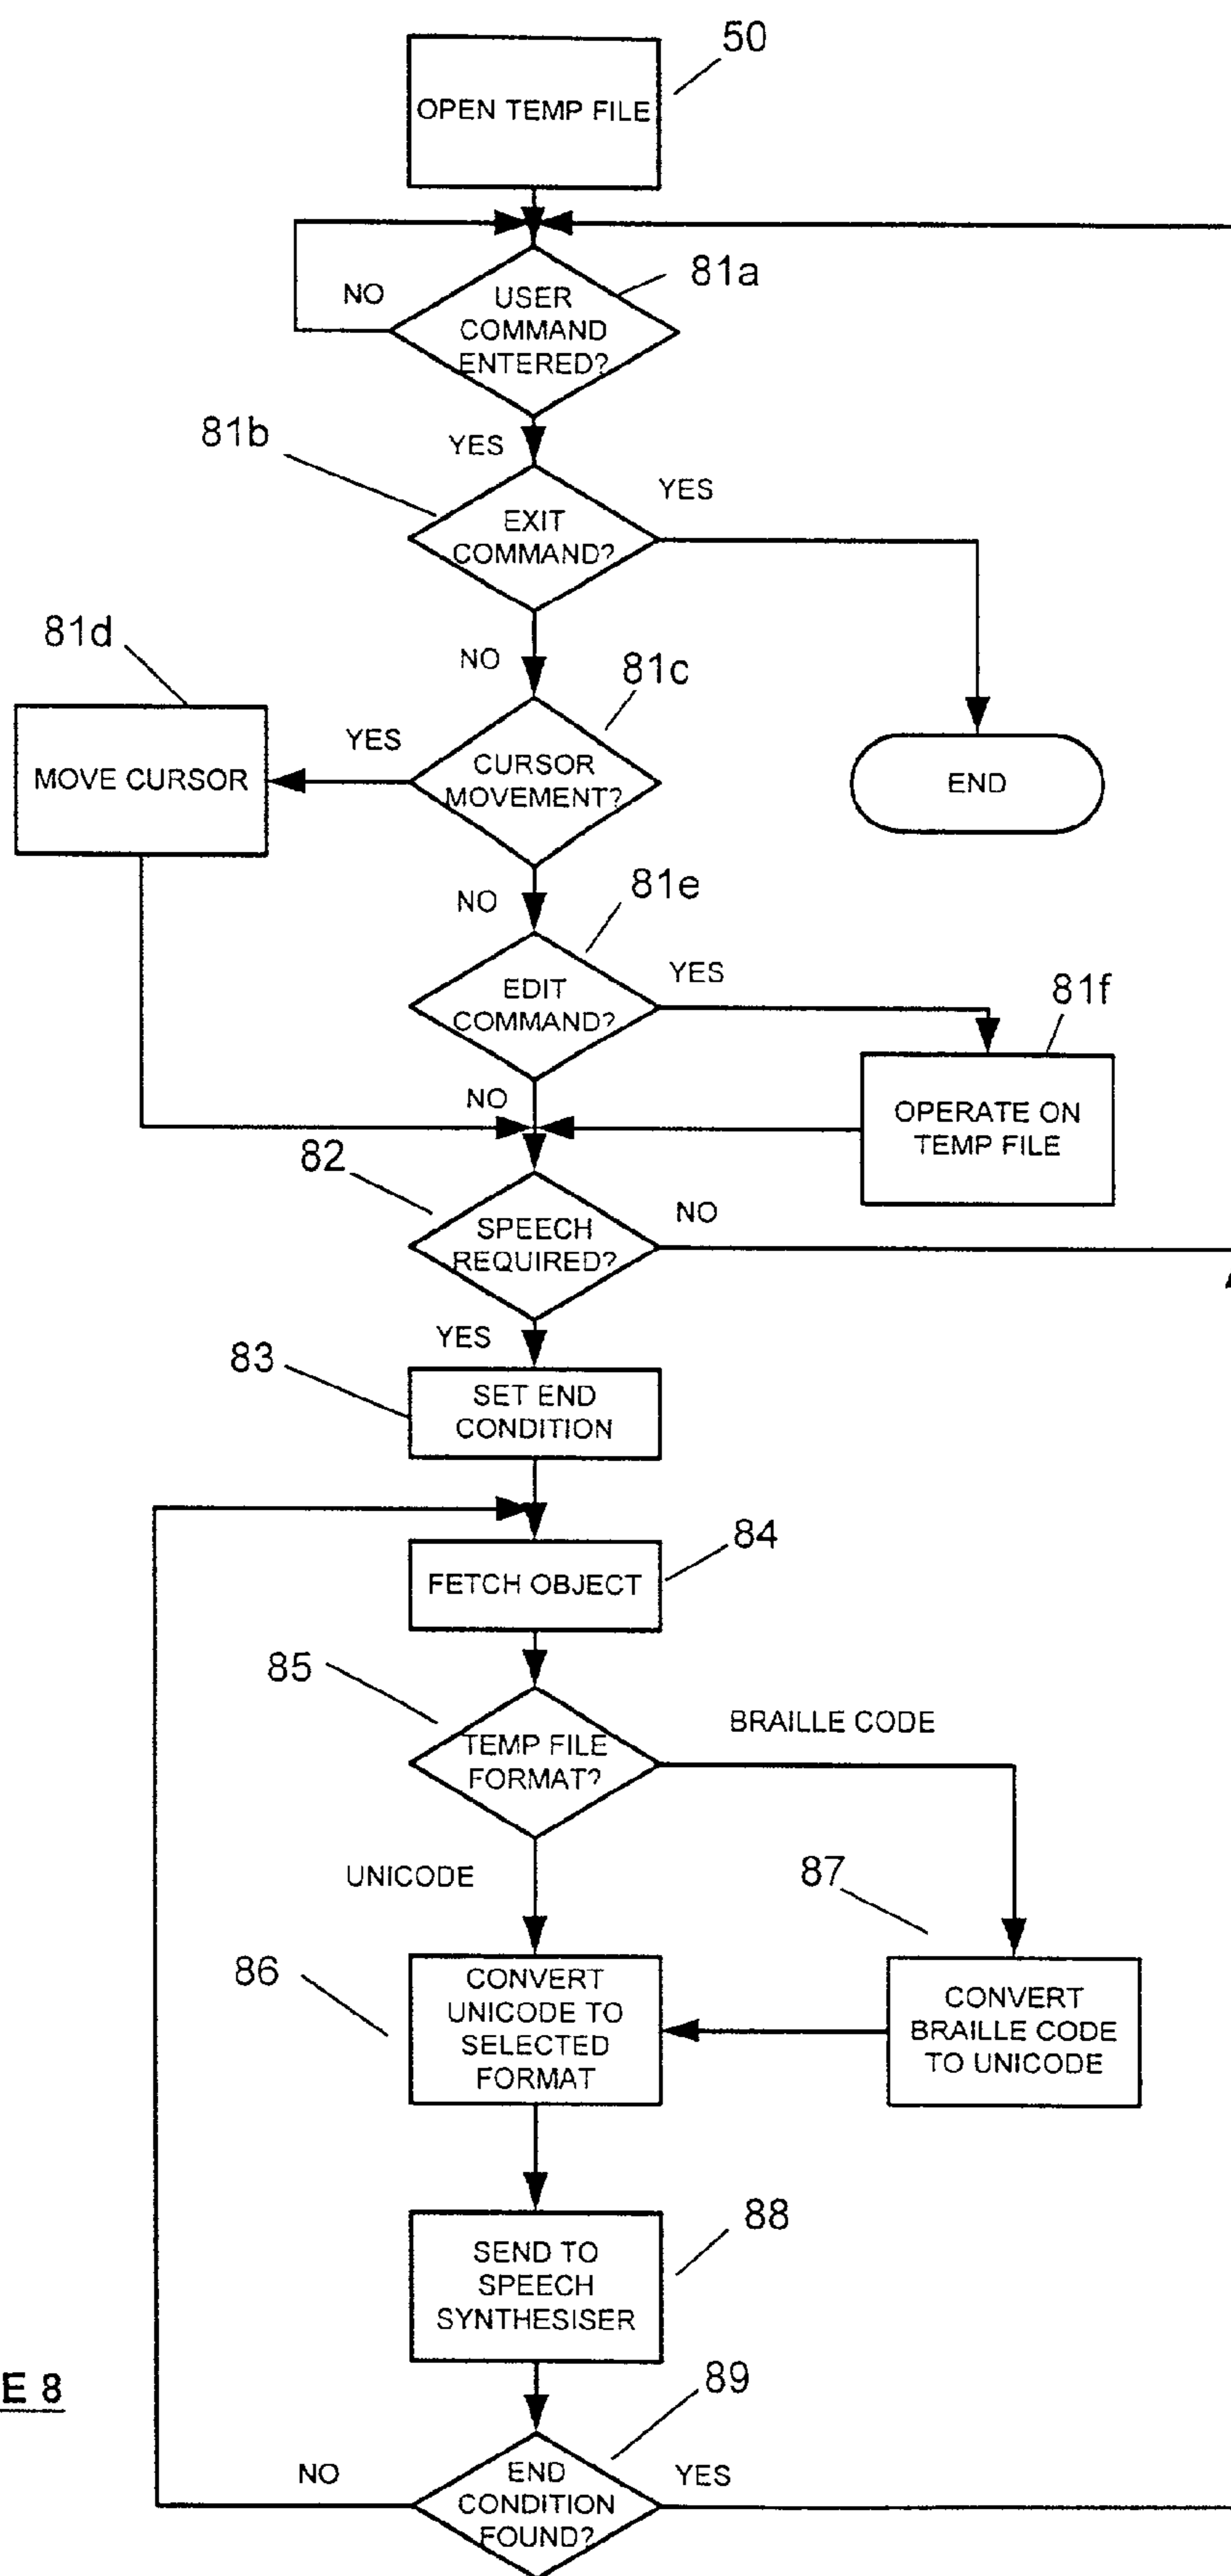 50
OPEN TEMP FILE
81a
NO
USER
COMMAND
ENTERED?
81b
YES
YES
EXIT
COMMAND?
81d
NO
81c
YES
MOVE CURSOR
CURSOR
MOVEMENT?
END
NO
81e
YES
EDIT
COMMAND?
81f
NO
OPERATE ON
TEMP FILE
82
NO
SPEECH
REQUIRED?
YES
83
SET END
CONDITION
84
FETCH OBJECT
85
BRAILLE CODE
TEMP FILE
FORMAT?
UNICODE
87
86
CONVERT
UNICODE TO
SELECTED
FORMAT
CONVERT
BRAILLE CODE
TO UNICODE
88
SEND TO
SPEECH
SYNTHESISER
89
E 8
NO
END
CONDITION
FOUND?
YES